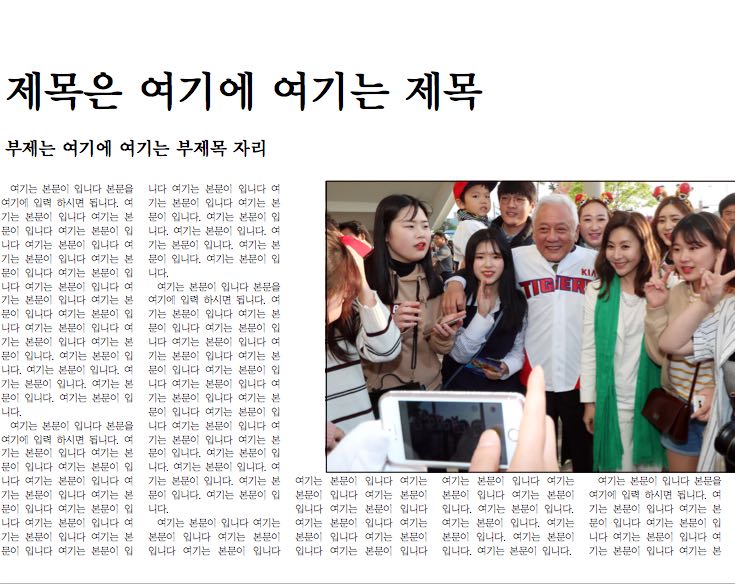 제목은 여기에 여기는 제목
부제는 여기에 여기는 부제목 자리
여기는 본문이 입니다 본문을
여기에 입력 하시면 됩니다. 여
기는 본문이 입니다 여기는 본
문이 입니다 여기는 본문이 입
니다 여기는 본문이 입니다 여
기는 본문이 입니다 여기는 본
문이 입니다 여기는 본문이 입
니다 여기는 본문이 입니다 여
기는 본문이 입니다 여기는 본
문이 입니다 여기는 본문이 입
니다 여기는 본문이 입니다 여
기는 본문이 입니다 여기는 본
문이 입니다. 여기는 본문이 입
니다. 여기는 본문이 입니다. 여
기는 본문이 입니다. 여기는 본
문이 입니다. 여기는 본문이 입
니다.
여기는 본문이 입니다 본문을
여기에 입력 하시면 됩니다. 여
기는 본문이 입니다 여기는 본
문이 입니다 여기는 본문이 입
니다 여기는 본문이 입니다 여
기는 본문이 입니다 여기는 본
문이 입니다 여기는 본문이 입
니다 여기는 본문이 입니다 여
기는 본문이 입니다 여기는 본
문이 입니다 여기는 본문이 입
니다 여기는 본문이 입니다 여
기는 본문이 입니다 여기는 본
문이 입니다. 여기는 본문이 입
니다. 여기는 본문이 입니다. 여
기는 본문이 입니다. 여기는 본
문이 입니다. 여기는 본문이 입
니다.
여기는 본문이 입니다 본문을
여기에 입력 하시면 됩니다. 여
기는 본문이 입니다 여기는 본
문이 입니다 여기는 본문이 입
니다 여기는 본문이 입니다 여
기는 본문이 입니다 여기는 본
문이 입니다 여기는 본문이 입
니다 여기는 본문이 입니다 여
기는 본문이 입니다 여기는 본
문이 입니다 여기는 본문이 입
니다 여기는 본문이 입니다 여
기는 본문이 입니다 여기는 본
문이 입니다. 여기는 본문이 입
니다. 여기는 본문이 입니다. 여
기는 본문이 입니다. 여기는 본
문이 입니다. 여기는 본문이 입
니다.
여기는 본문이 입니다 여기는
본문이 입니다 여기는 본문이
입니다 여기는 본문이 입니다
여기는 본문이 입니다 여기는
본문이 입니다 여기는 본문이
입니다 여기는 본문이 입니다
여기는 본문이 입니다 여기는
본문이 입니다 여기는 본문이
입니다 여기는 본문이 입니다
여기는 본문이 입니다 여기는
본문이 입니다 여기는 본문이
입니다 여기는 본문이 입니다.
여기는 본문이 입니다. 여기는
본문이 입니다. 여기는 본문이
입니다. 여기는 본문이 입니다.
여기는 본문이 입니다 본문을
여기에 입력 하시면 됩니다. 여
기는 본문이 입니다 여기는 본
문이 입니다 여기는 본문이 입
니다 여기는 본문이 입니다 여
기는 본문이 입니다 여기는 본
KIA
TIGERS